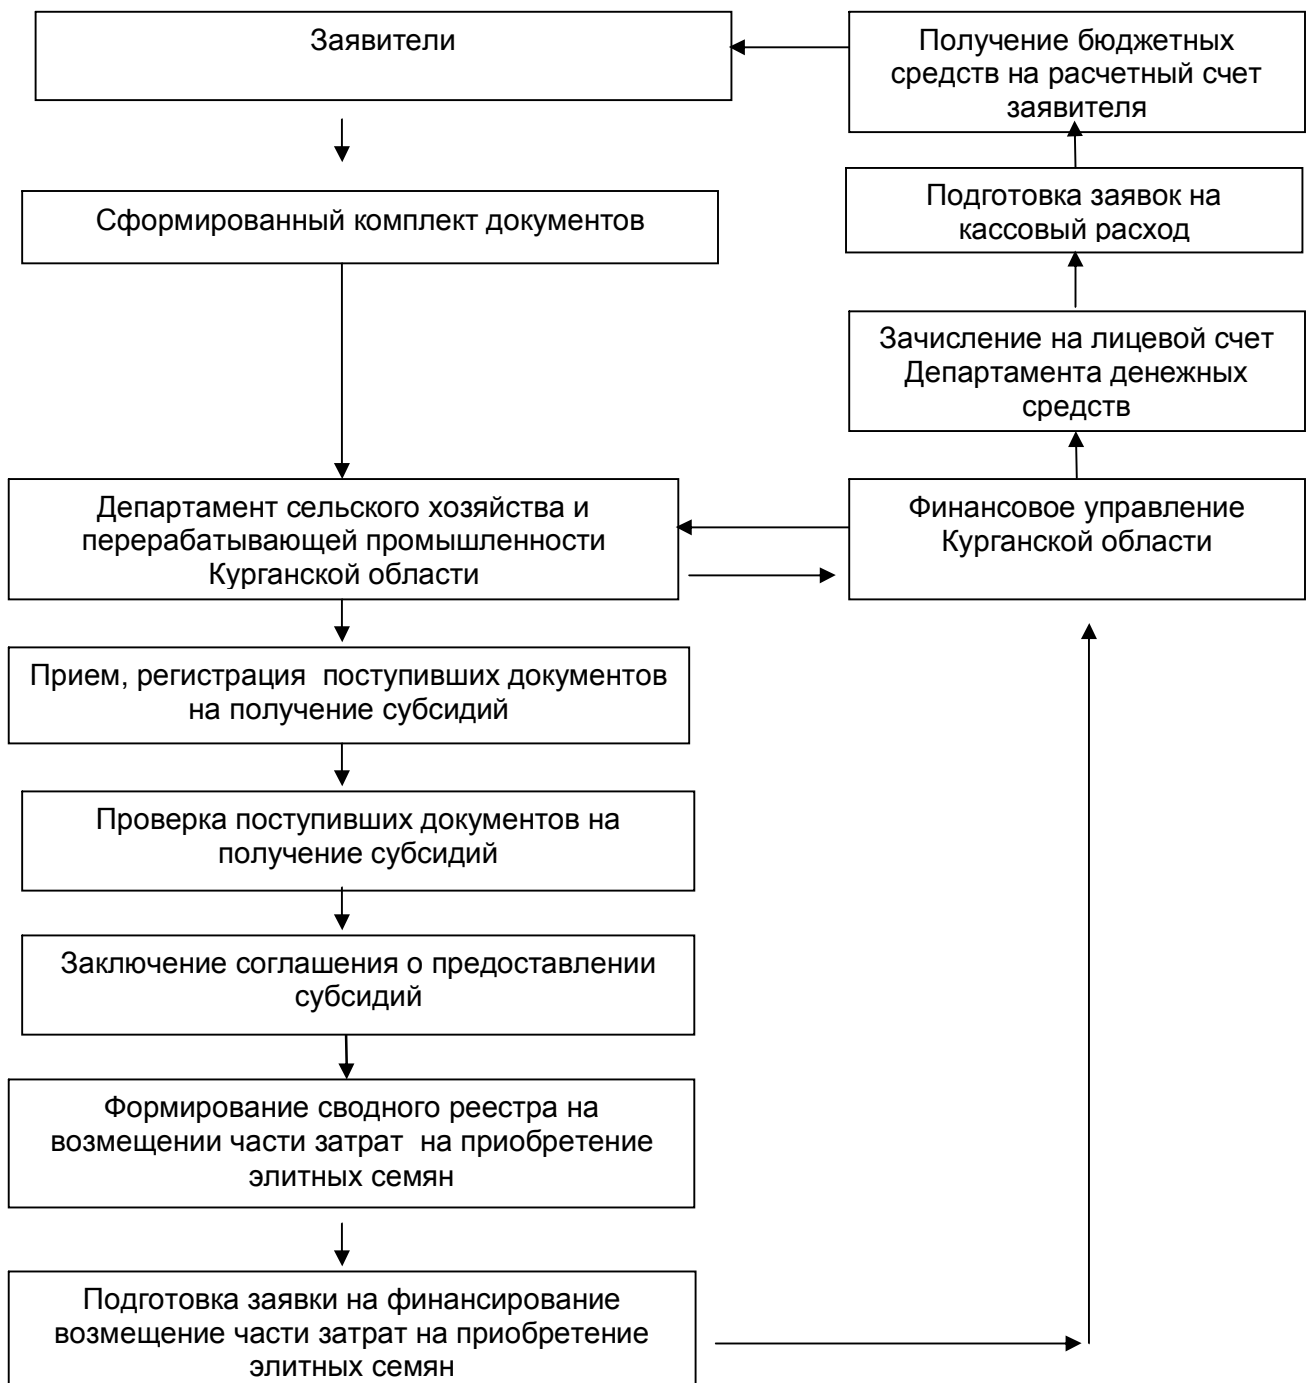 Заявители
Получение бюджетных
средств на расчетный счет
заявителя
Сформированный комплект документов
Подготовка заявок на
кассовый расход
Зачисление на лицевой счет
Департамента денежных
средств
Департамент сельского хозяйства и
перерабатывающей промышленности
Курганской области
Финансовое управление
Курганской области
Прием, регистрация  поступивших документов
на получение субсидий
Проверка поступивших документов на
получение субсидий
Заключение соглашения о предоставлении
субсидий
Формирование сводного реестра на
возмещении части затрат  на приобретение
элитных семян
Подготовка заявки на финансирование
возмещение части затрат на приобретение
элитных семян